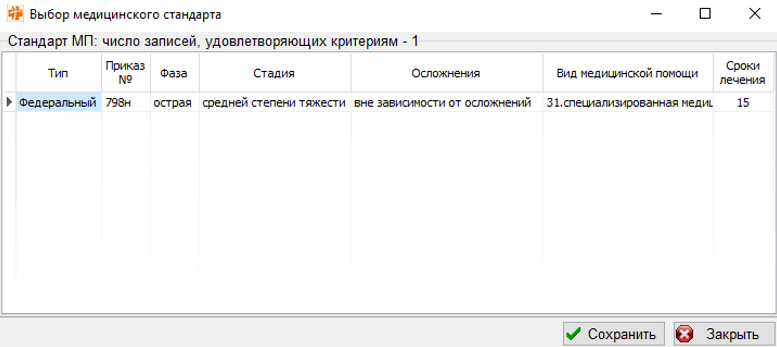 Выбор медицинского стандарта
Стандарт МП: число записей, удовлетворяющих критериям - 1
Тип
Приказ
№
Фаза
Стадия
Осложнения
Вид медицинской помощи
Сроки
лечения
Федеральный 798н острая средней степени тяжести вне зависимости от осложнений 31.специализированная медиц 15
Сохранить Закрыть